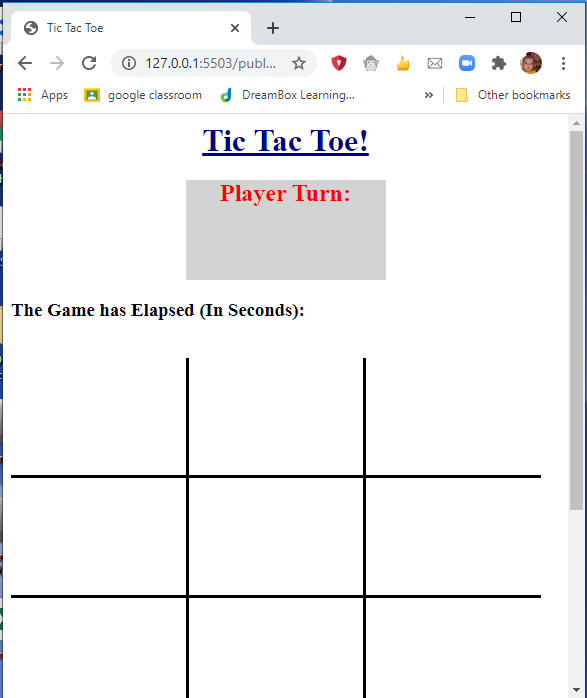 Tic Tac Toe
127.0.0.1:5503/publ...
Apps google classroom DreamBox Learning... » Other bookmarks
Tic Tac Toe!
Player Turn:
The Game has Elapsed (In Seconds):